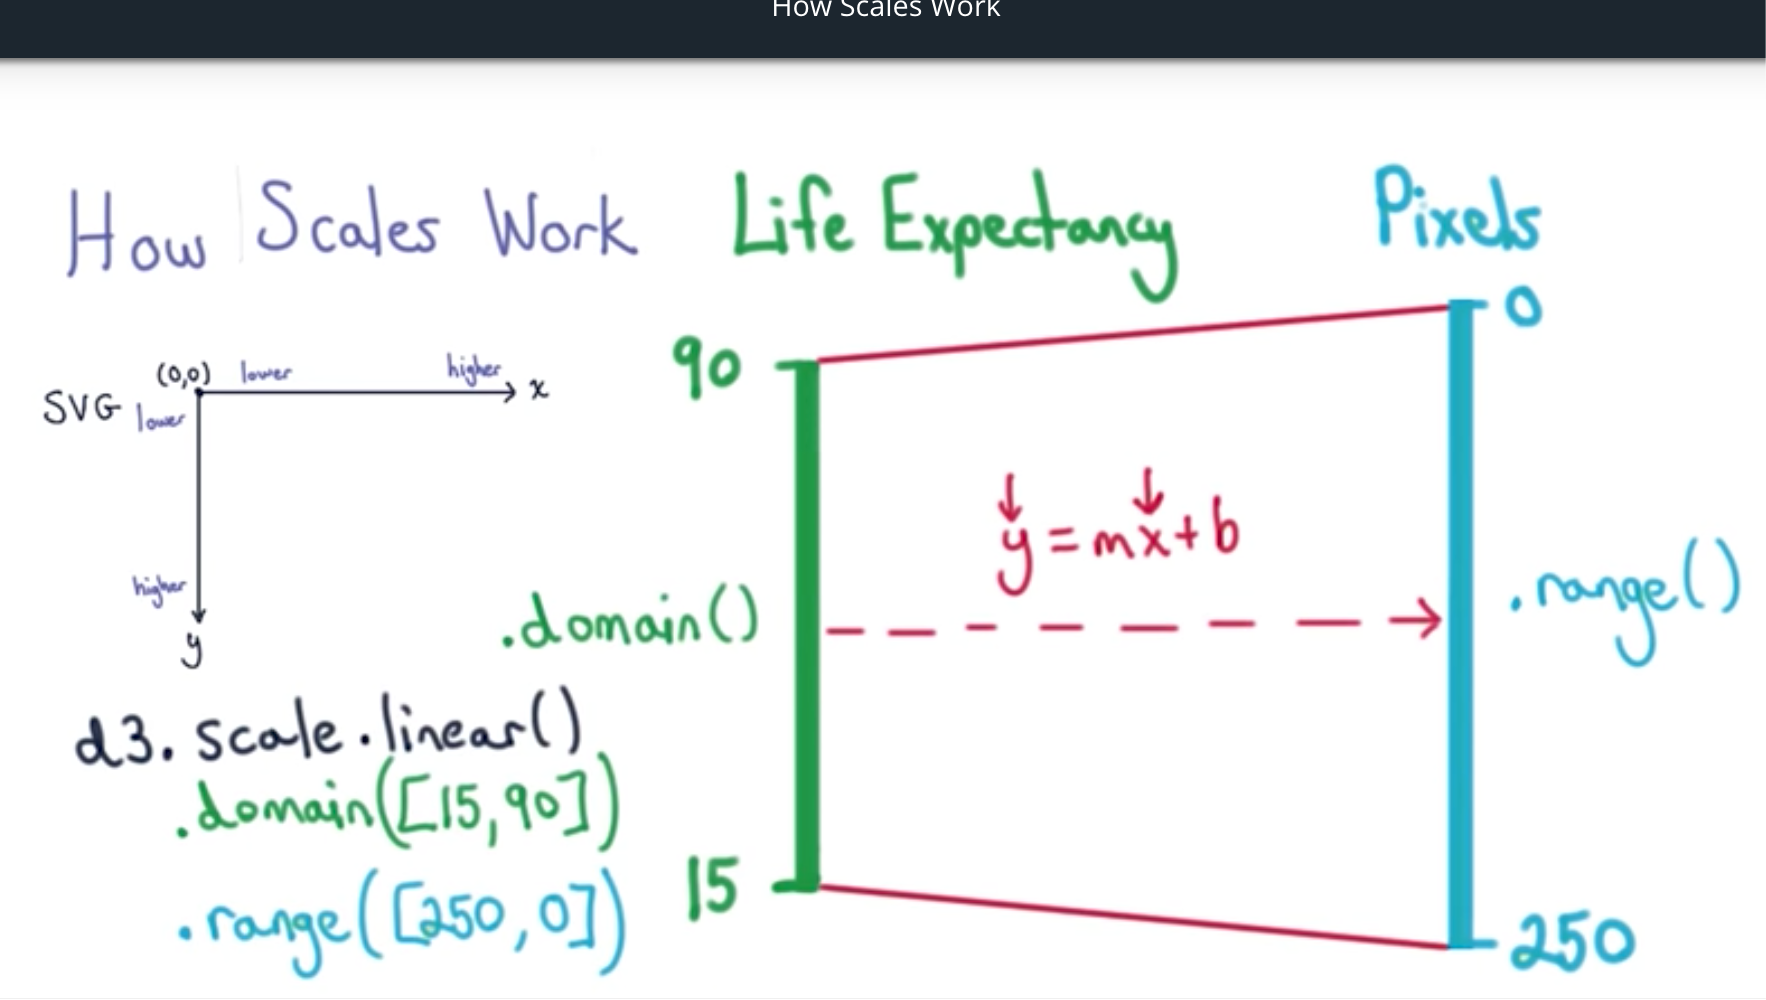 How Scales Work
How Scales Work
Life Expectancy
Pixels
0
90
(0,0) lower higher x
SVG lower
y = mx + b
higher
.domain()
.range()
y
d3.scale.linear()
.domain([15,90])
15
.range([250,0])
250